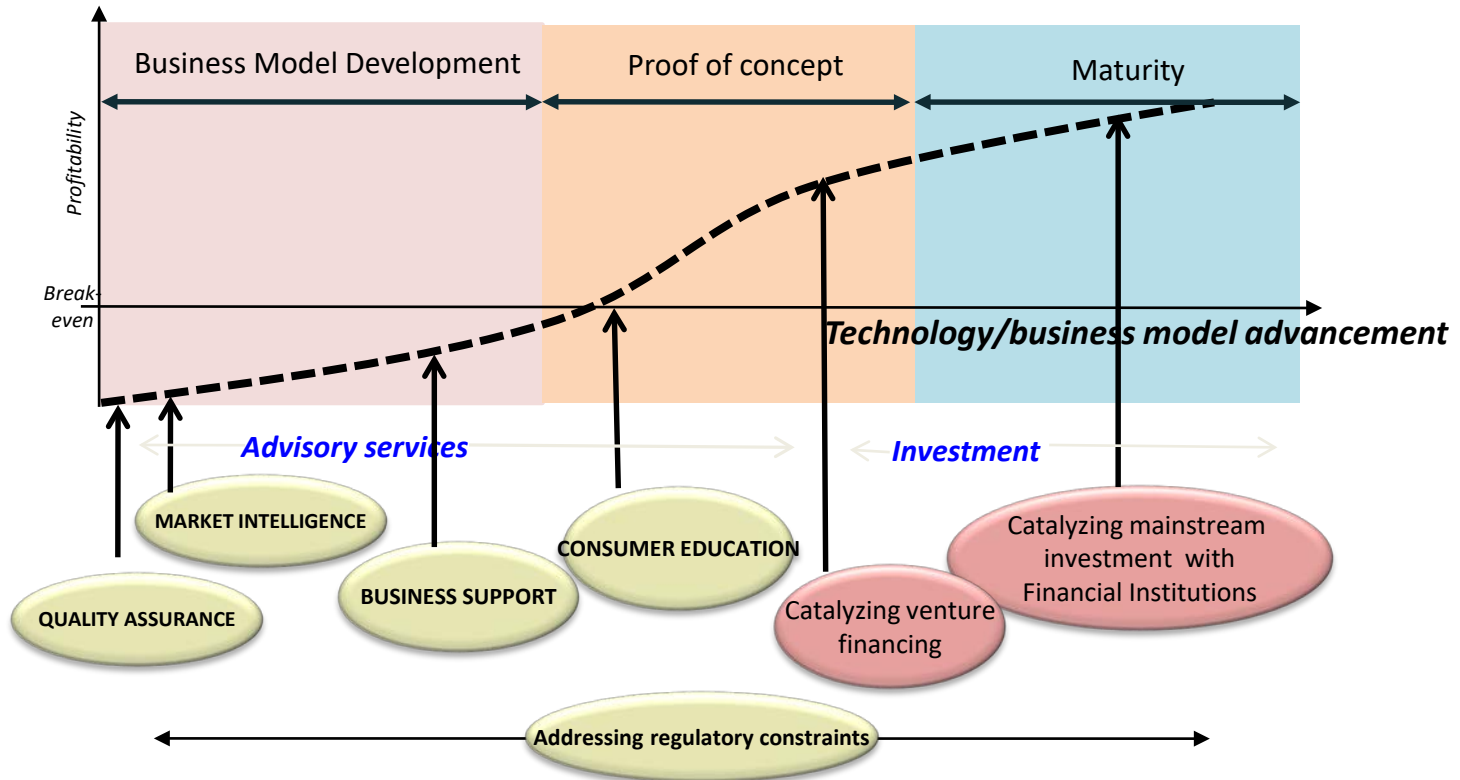 Business Model Development
Proof of concept
Maturity
Profitability
Break-
even
Technology/business model advancement
Advisory services
Investment
MARKET INTELLIGENCE
CONSUMER EDUCATION
Catalyzing mainstream
investment with
Financial Institutions
BUSINESS SUPPORT
QUALITY ASSURANCE
Catalyzing venture
financing
Addressing regulatory constraints